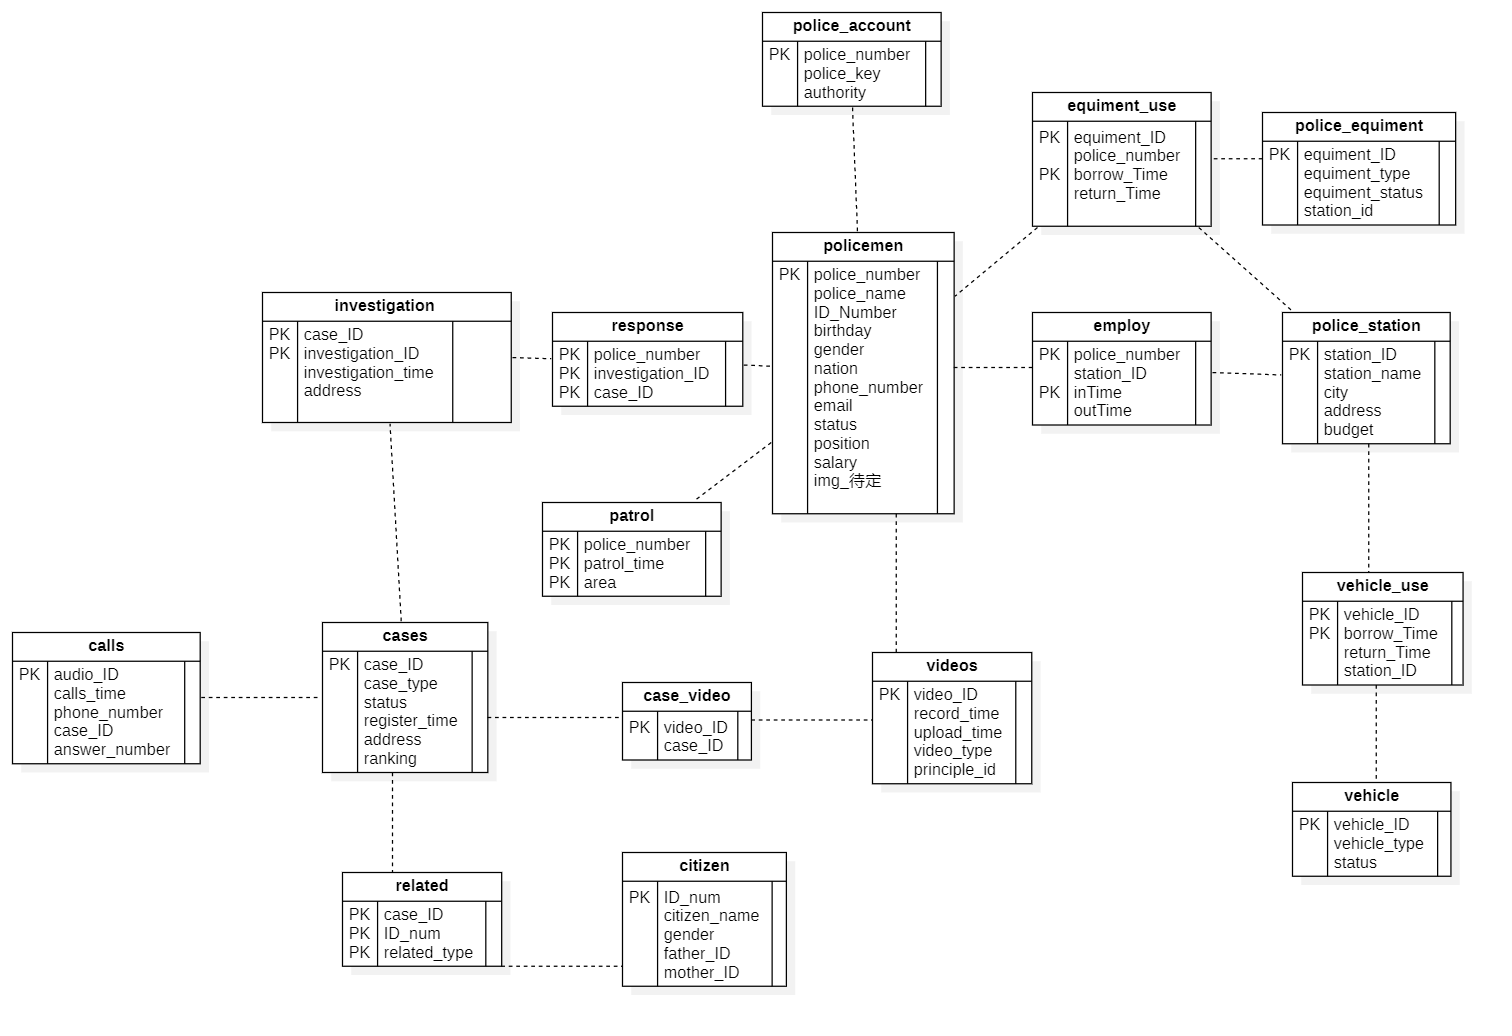 police_account
PK police_number
police_key
authority
equiment_use
PK equiment_ID
police_number
PK borrow_Time
return_Time
police_equiment
PK equiment_ID
equiment_type
equiment_status
station_id
policemen
PK police_number
police_name
ID_Number
birthday
gender
nation
phone_number
email
status
position
salary
img_待定
investigation
PK case_ID
PK investigation_ID
investigation_time
address
response
PK police_number
PK investigation_ID
PK case_ID
employ
PK police_number
station_ID
PK inTime
outTime
police_station
PK station_ID
station_name
city
address
budget
patrol
PK police_number
PK patrol_time
PK area
vehicle_use
PK vehicle_ID
PK borrow_Time
return_Time
station_ID
calls
PK audio_ID
calls_time
phone_number
case_ID
answer_number
cases
PK case_ID
case_type
status
register_time
address
ranking
case_video
PK video_ID
case_ID
videos
PK video_ID
record_time
upload_time
video_type
principle_id
vehicle
PK vehicle_ID
vehicle_type
status
related
PK case_ID
PK ID_num
PK related_type
citizen
PK ID_num
citizen_name
gender
father_ID
mother_ID